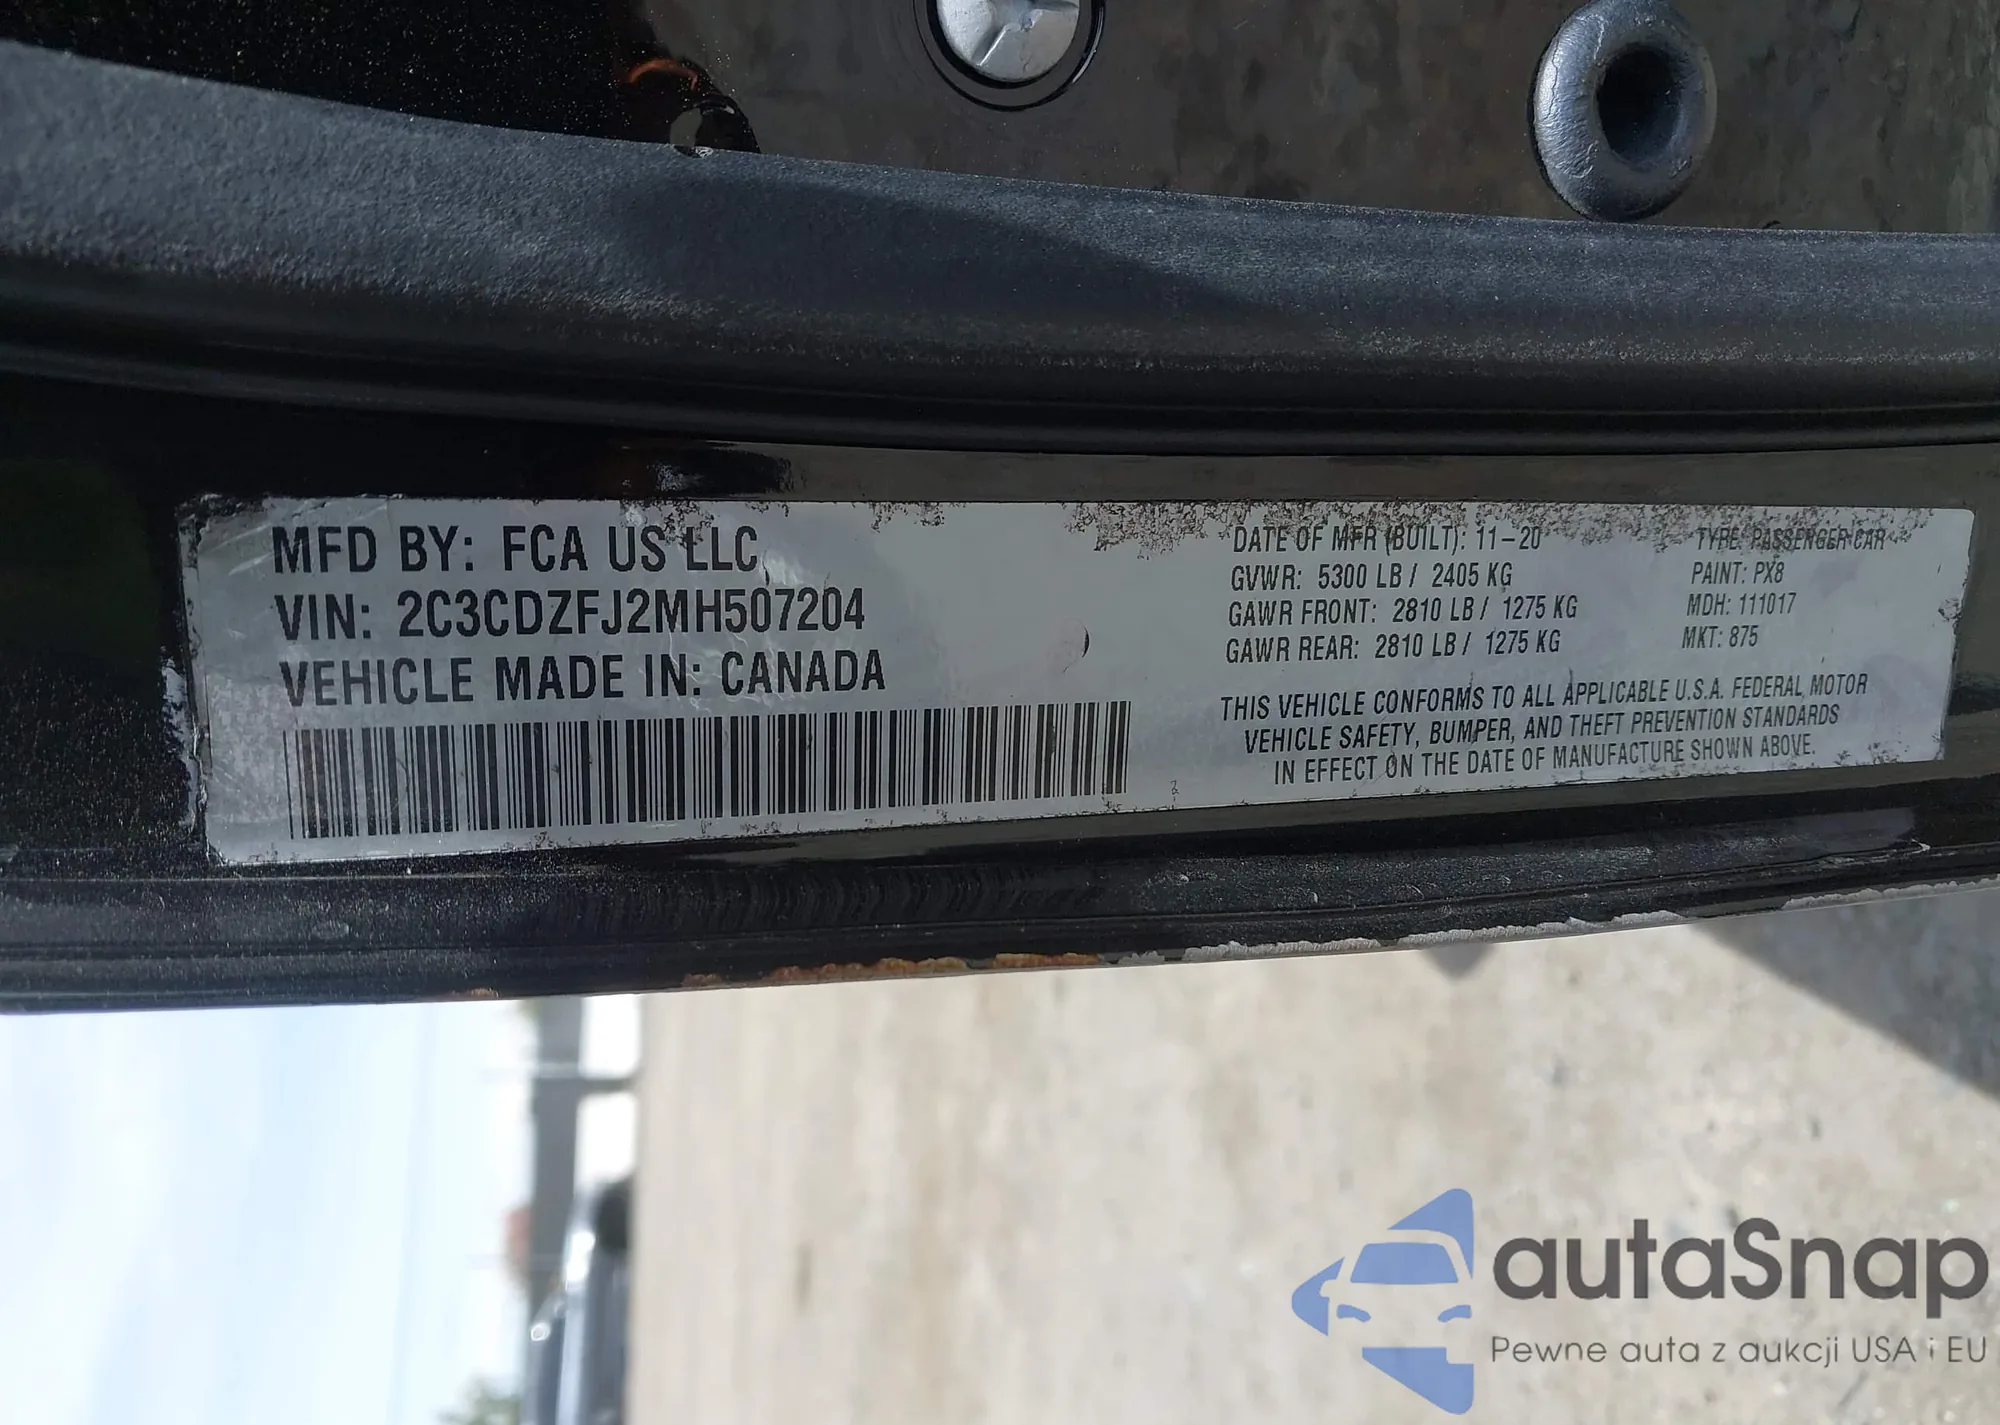 MFD BY: FCA US LLC
VIN: 2C3CDZFJ2MH507204
VEHICLE MADE IN: CANADA
DATE OF MFR (BUILT): 11-20
GVWR: 5300 LB / 2405 KG
GAWR FRONT: 2810 LB / 1275 KG
GAWR REAR: 2810 LB / 1275 KG
TYPE: PASSENGER CAR
PAINT: PX8
MDH: 111017
MKT: 875
THIS VEHICLE CONFORMS TO ALL APPLICABLE U.S.A. FEDERAL MOTOR
VEHICLE SAFETY, BUMPER, AND THEFT PREVENTION STANDARDS
IN EFFECT ON THE DATE OF MANUFACTURE SHOWN ABOVE.
autaSnap
Pewne auta z aukcji USA i EU